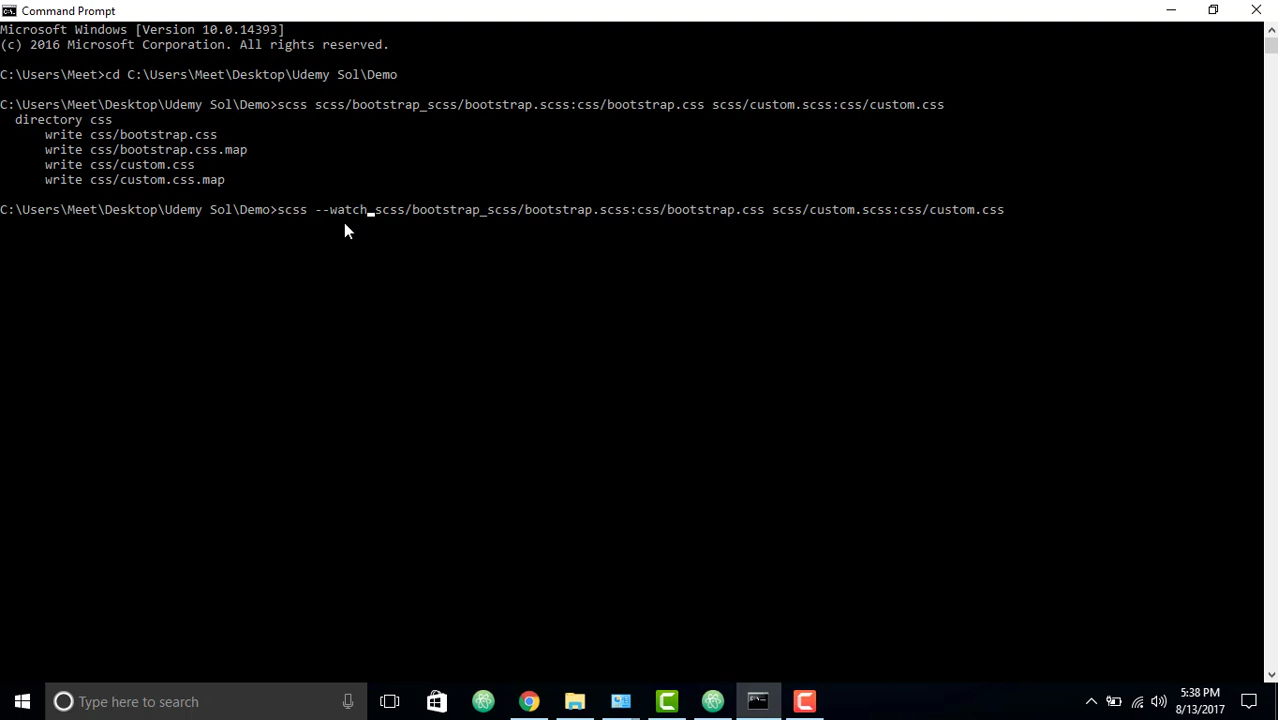 Command Prompt
Microsoft Windows [Version 10.0.14393]
(c) 2016 Microsoft Corporation. All rights reserved.
C:\Users\Meet>cd C:\Users\Meet\Desktop\Udemy Sol\Demo
C:\Users\Meet\Desktop\Udemy Sol\Demo>scss scss/bootstrap_scss/bootstrap.scss:css/bootstrap.css scss/custom.scss:css/custom.css
directory css
write css/bootstrap.css
write css/bootstrap.css.map
write css/custom.css
write css/custom.css.map
C:\Users\Meet\Desktop\Udemy Sol\Demo>scss --watch scss/bootstrap_scss/bootstrap.scss:css/bootstrap.css scss/custom.scss:css/custom.css
Type here to search
5:38 PM
8/13/2017